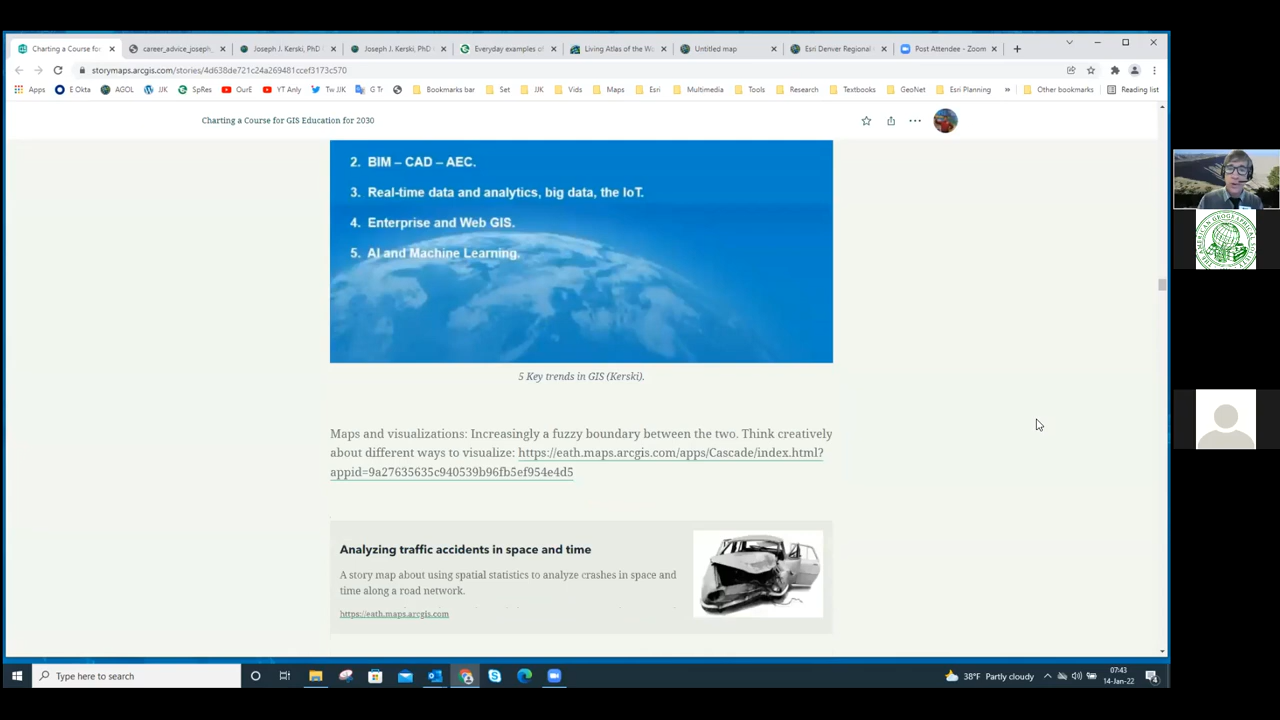 Charting a Course for
career_advice_joseph_
Joseph J. Kerski, PhD
Joseph J. Kerski, PhD
Everyday examples of
Living Atlas of the Wo
Untitled map
Esri Denver Regional
Post Attendee - Zoom
storymaps.arcgis.com/stories/4d638de721c24a269481ccef3173c570
Apps
E Okta
AGOL
JJK
SpRes
OurE
YT Anly
Tw JJK
G Tr
Bookmarks bar
Set
JJK
Vids
Maps
Esri
Multimedia
Tools
Research
Textbooks
GeoNet
Esri Planning
»
Other bookmarks
Reading list
Charting a Course for GIS Education for 2030
2. BIM – CAD – AEC.
3. Real-time data and analytics, big data, the IoT.
4. Enterprise and Web GIS.
5. AI and Machine Learning.
5 Key trends in GIS (Kerski).
Maps and visualizations: Increasingly a fuzzy boundary between the two. Think creatively
about different ways to visualize: https://eath.maps.arcgis.com/apps/Cascade/index.html?
appid=9a27635635c940539b96fb5ef954e4d5
Analyzing traffic accidents in space and time
A story map about using spatial statistics to analyze crashes in space and
time along a road network.
https://eath.maps.arcgis.com
Type here to search
38°F Partly cloudy
07:43
14-Jan-22